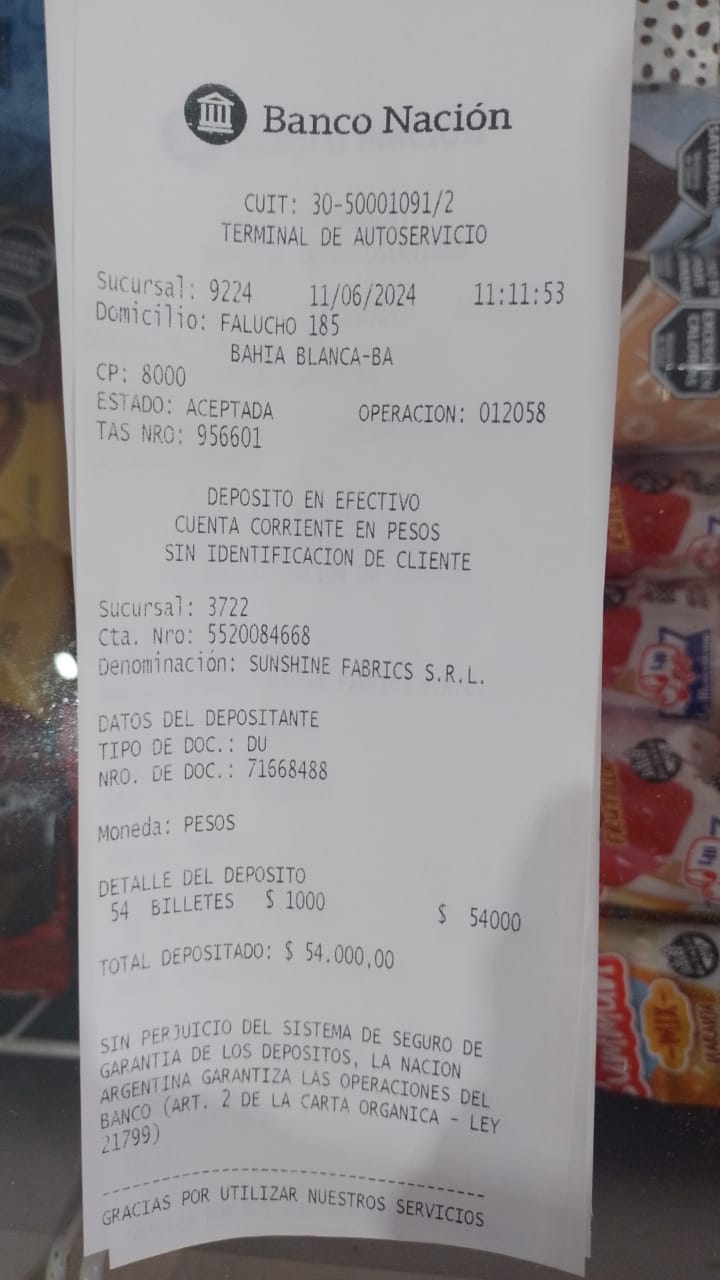 Banco Nación
CUIT: 30-50001091/2
TERMINAL DE AUTOSERVICIO
Sucursal: 9224 11/06/2024 11:11:53
Domicilio: FALUCHO 185
BAHIA BLANCA-BA
CP: 8000
ESTADO: ACEPTADA OPERACION: 012058
TAS NRO: 956601
DEPOSITO EN EFECTIVO
CUENTA CORRIENTE EN PESOS
SIN IDENTIFICACION DE CLIENTE
Sucursal: 3722
Cta. Nro: 5520084668
Denominación: SUNSHINE FABRICS S.R.L.
DATOS DEL DEPOSITANTE
TIPO DE DOC.: DU
NRO. DE DOC.: 71668488
Moneda: PESOS
DETALLE DEL DEPOSITO
54 BILLETES $ 1000 $ 54000
TOTAL DEPOSITADO: $ 54.000,00
SIN PERJUICIO DEL SISTEMA DE SEGURO DE
GARANTIA DE LOS DEPOSITOS, LA NACION
ARGENTINA GARANTIZA LAS OPERACIONES DEL
BANCO (ART. 2 DE LA CARTA ORGANICA - LEY
21799)
GRACIAS POR UTILIZAR NUESTROS SERVICIOS
EXCESO EN
CALORÍAS
MIX